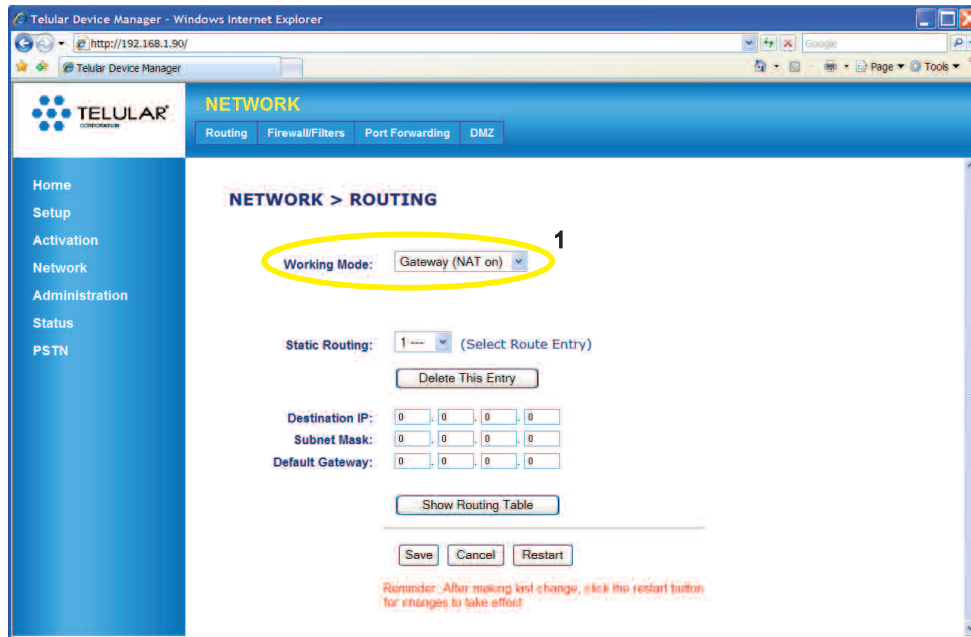 Telular Device Manager - Windows Internet Explorer
http://192.168.1.90/
Google
Telular Device Manager
Page
Tools
TELULAR
CORPORATION
NETWORK
Routing
Firewall/Filters
Port Forwarding
DMZ
Home
Setup
Activation
Network
Administration
Status
PSTN
NETWORK > ROUTING
1
Working Mode: Gateway (NAT on)
Static Routing: 1 --- (Select Route Entry)
Delete This Entry
Destination IP: 0 . 0 . 0 . 0
Subnet Mask: 0 . 0 . 0 . 0
Default Gateway: 0 . 0 . 0 . 0
Show Routing Table
Save Cancel Restart
Reminder: After making last change, click the restart button
for changes to take effect